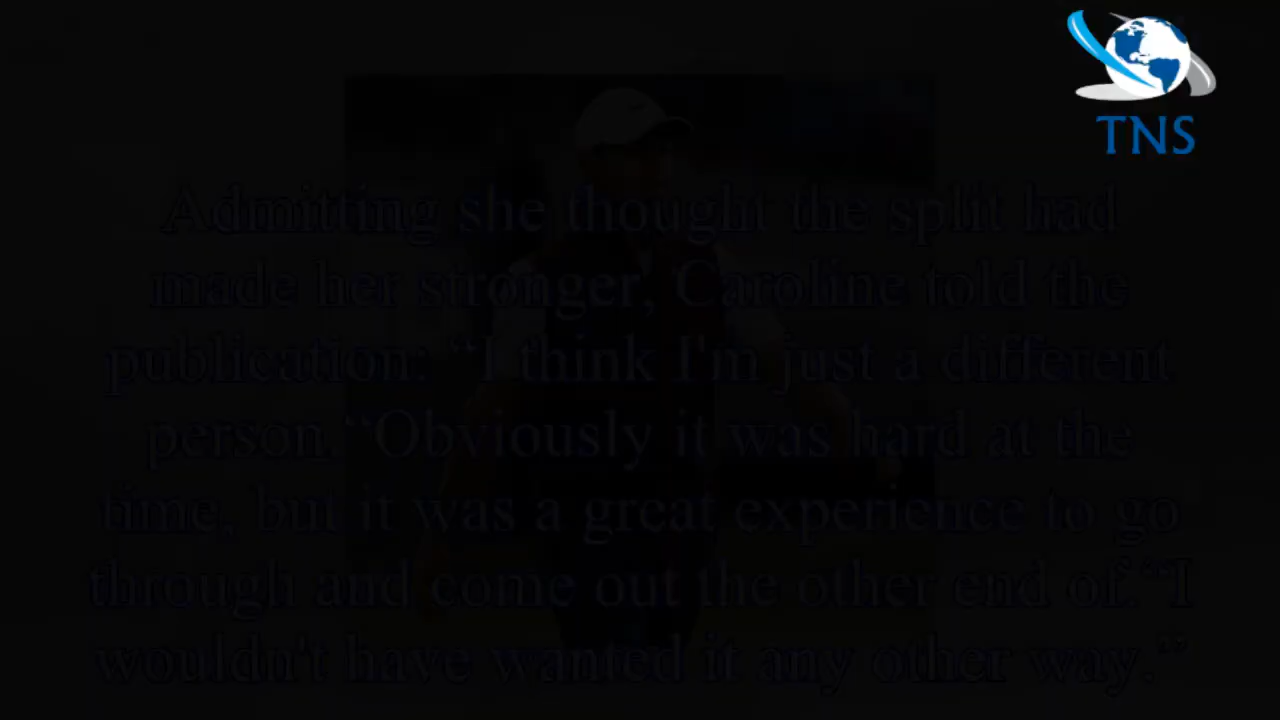 TNS
Admitting she thought the split had
made her stronger, Caroline told the
publication: “I think I'm just a different
person. “Obviously it was hard at the
time, but it was a great experience to go
through and come out the other end of.“I
wouldn't have wanted it any other way.”